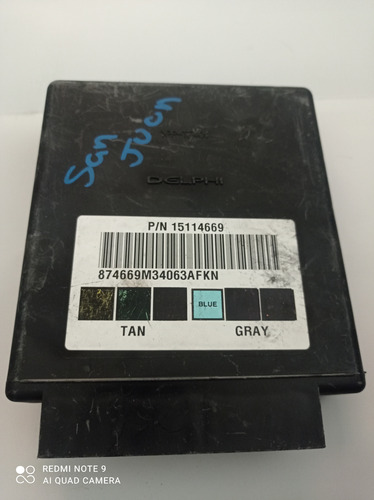 San
Juan
DELPHI
P/N 15114669
874669M34063AFKN
BLUE
TAN GRAY
REDMI NOTE 9
AI QUAD CAMERA